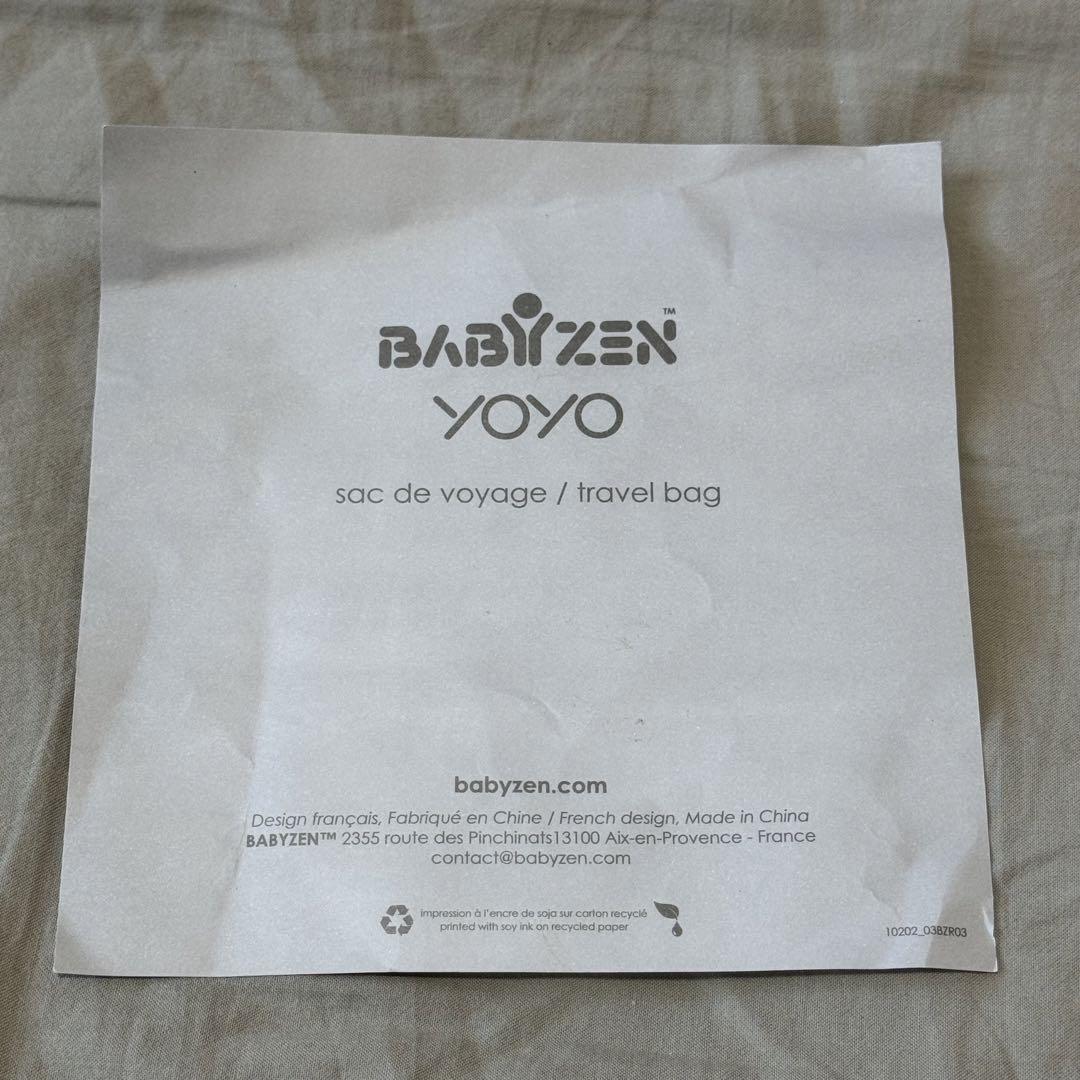 BABYZEN™
YOYO
sac de voyage / travel bag
babyzen.com
Design français, Fabriqué en Chine / French design, Made in China
BABYZEN™ 2355 route des Pinchinats13100 Aix-en-Provence - France
contact@babyzen.com
impression à l'encre de soja sur carton recyclé
printed with soy ink on recycled paper
10202_03BZR03